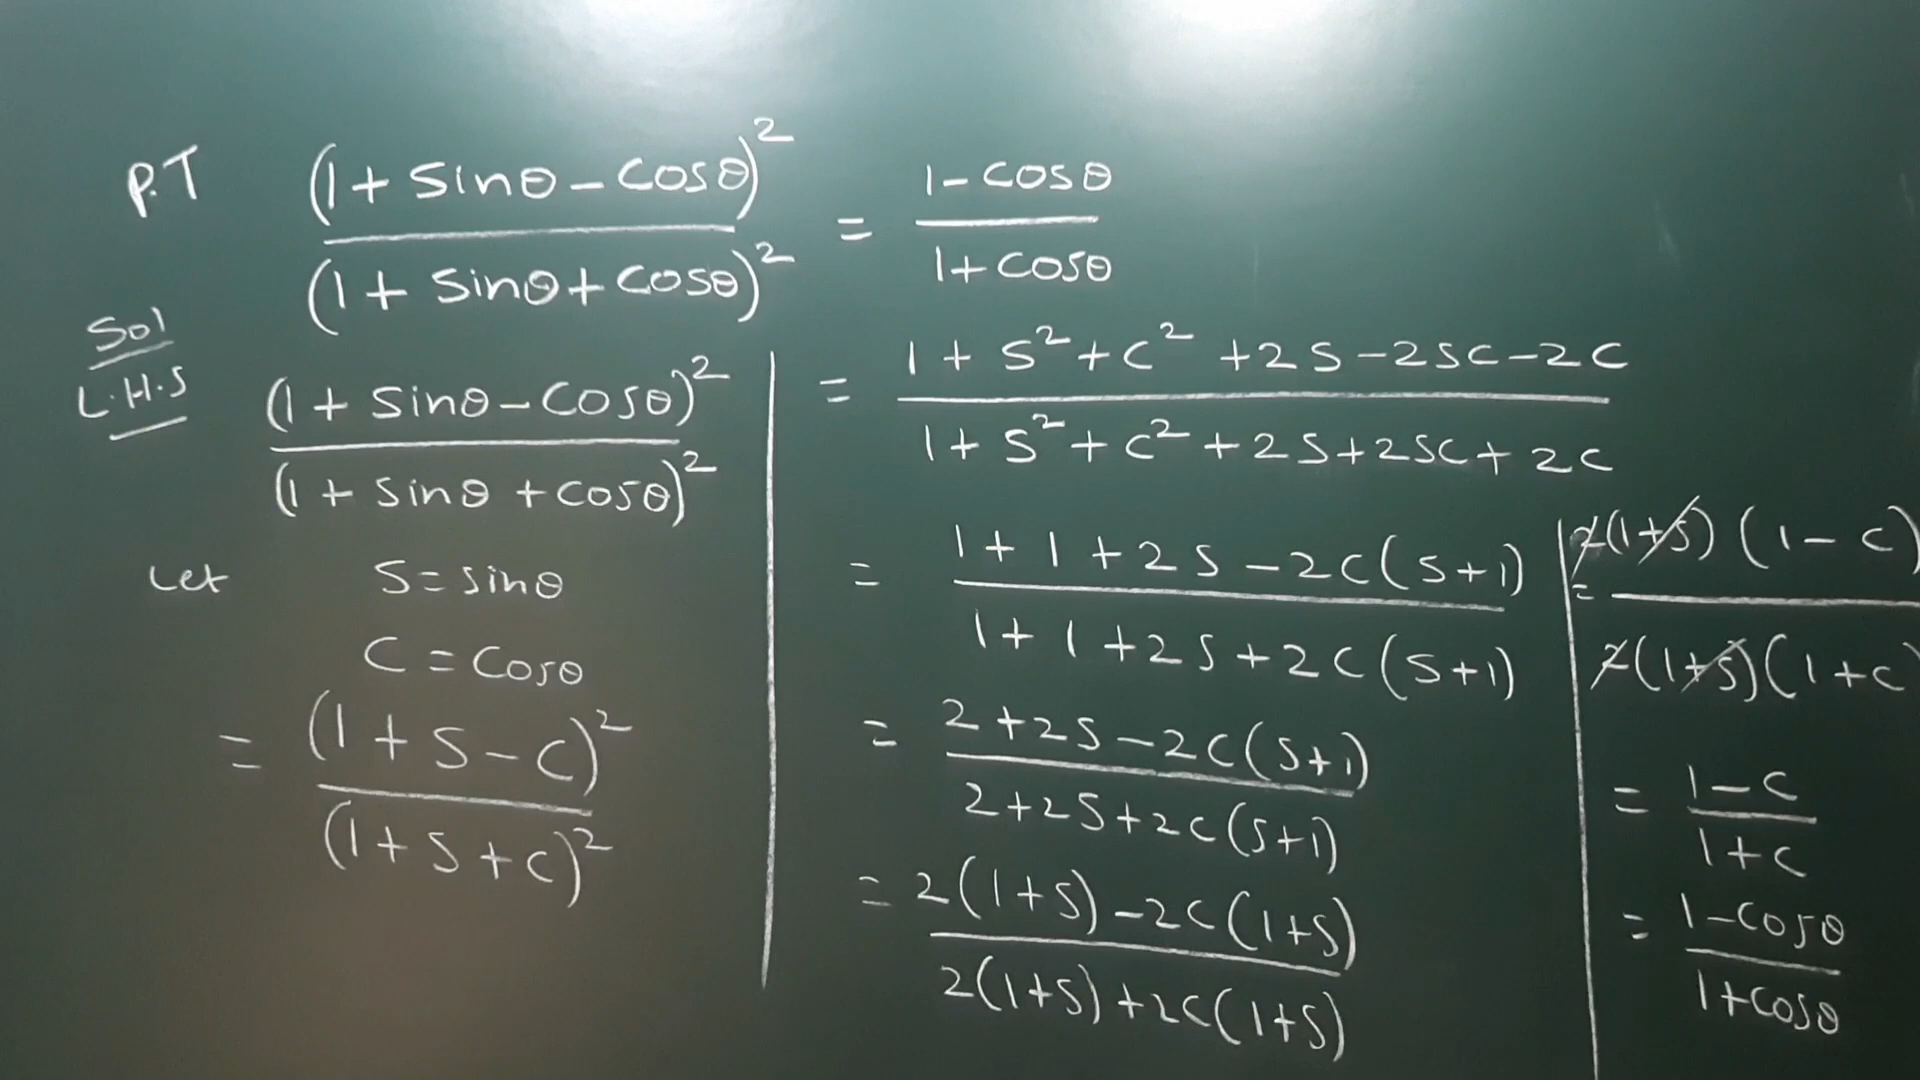 P.T (1 + sinθ - cosθ)² / (1 + sinθ + cosθ)² = 1 - cosθ / 1 + cosθ
Sol
L.H.S (1 + sinθ - cosθ)² / (1 + sinθ + cosθ)²
Let S = sinθ
C = cosθ
= (1 + S - C)² / (1 + S + C)²
= 1 + S² + C² + 2S - 2SC - 2C / 1 + S² + C² + 2S + 2SC + 2C
= 1 + 1 + 2S - 2C(S+1) / 1 + 1 + 2S + 2C(S+1)
= 2 + 2S - 2C(S+1) / 2 + 2S + 2C(S+1)
= 2(1+S) - 2C(1+S) / 2(1+S) + 2C(1+S)
= 2(1+S)(1-C) / 2(1+S)(1+C)
= 1-C / 1+C
= 1-cosθ / 1+cosθ